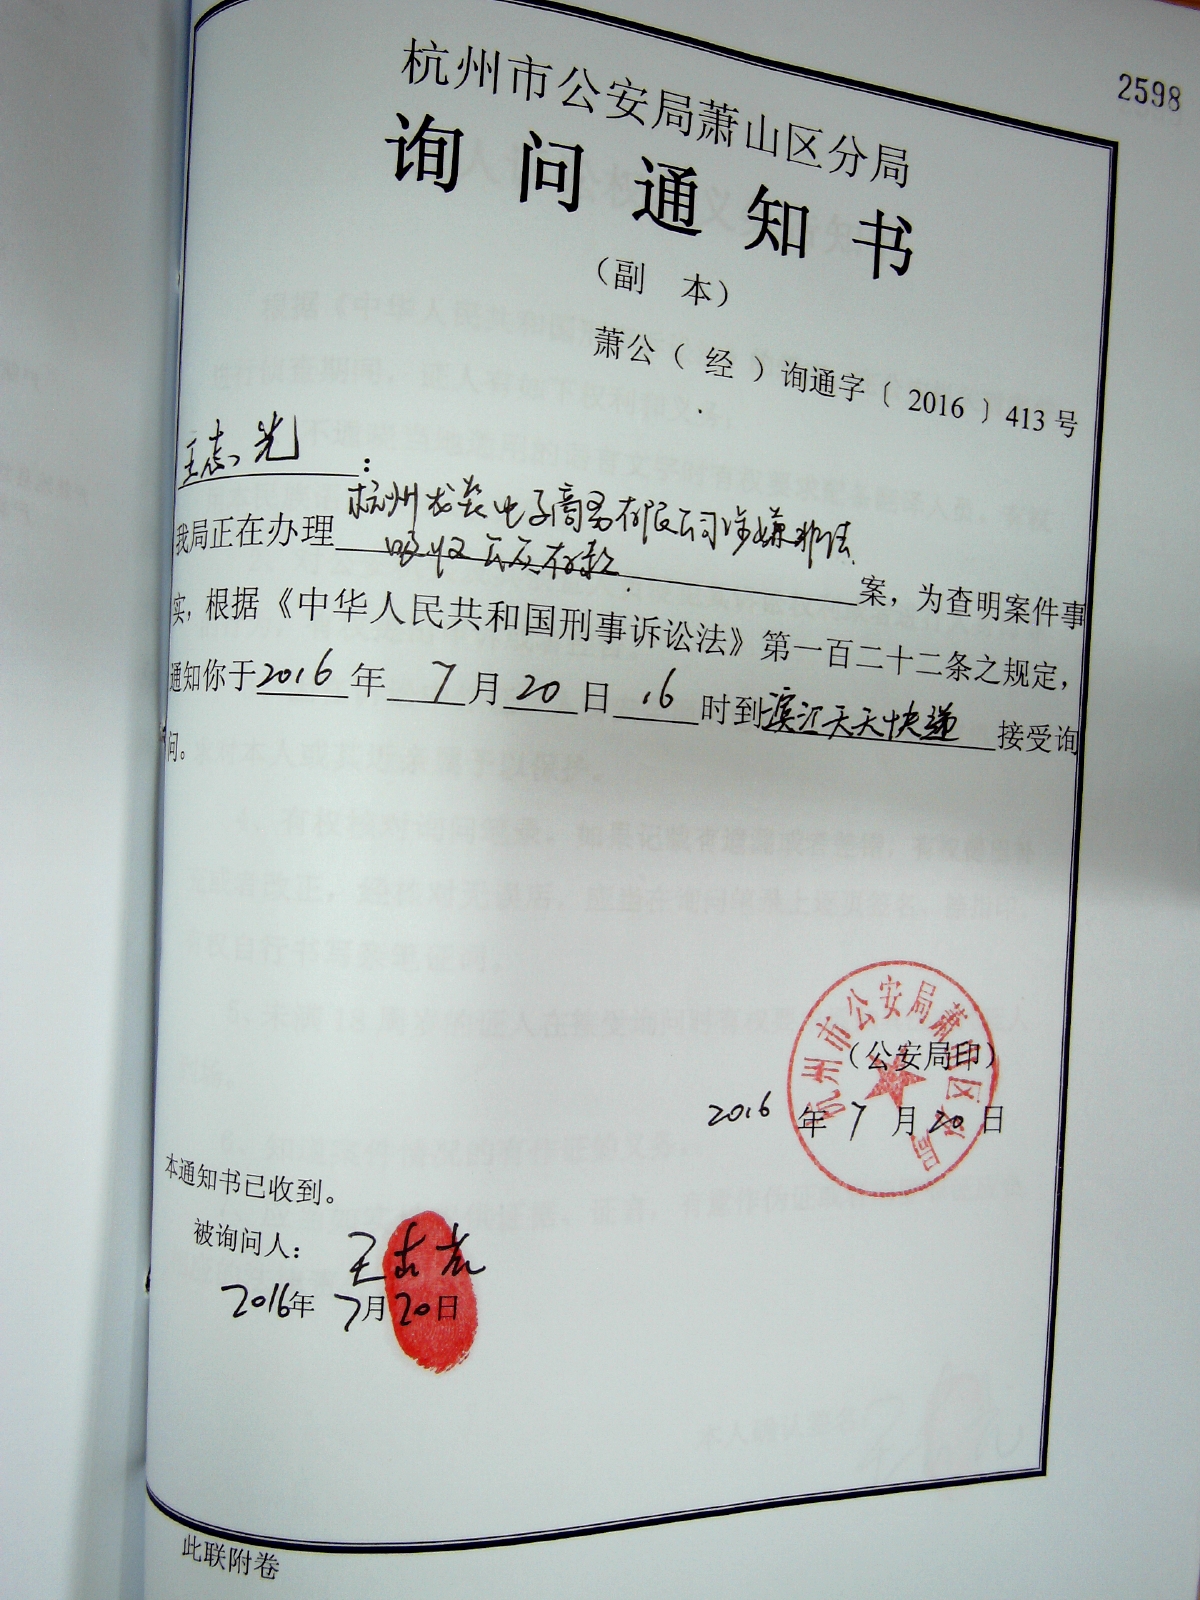 2598
杭州市公安局萧山区分局
询问通知书
（副 本）
萧公（经）询通字〔2016〕413号
王志光：
杭州龙炎电子商务有限公司涉嫌非法
我局正在办理吸收公众存款案，为查明案件事
实，根据《中华人民共和国刑事诉讼法》第一百二十二条之规定，
通知你于2016年7月20日16时到滨江天天快递接受询
问。
杭州市公安局萧山区分局
（公安局印）
2016年7月20日
本通知书已收到。
被询问人：王志光
2016年7月20日
此联附卷